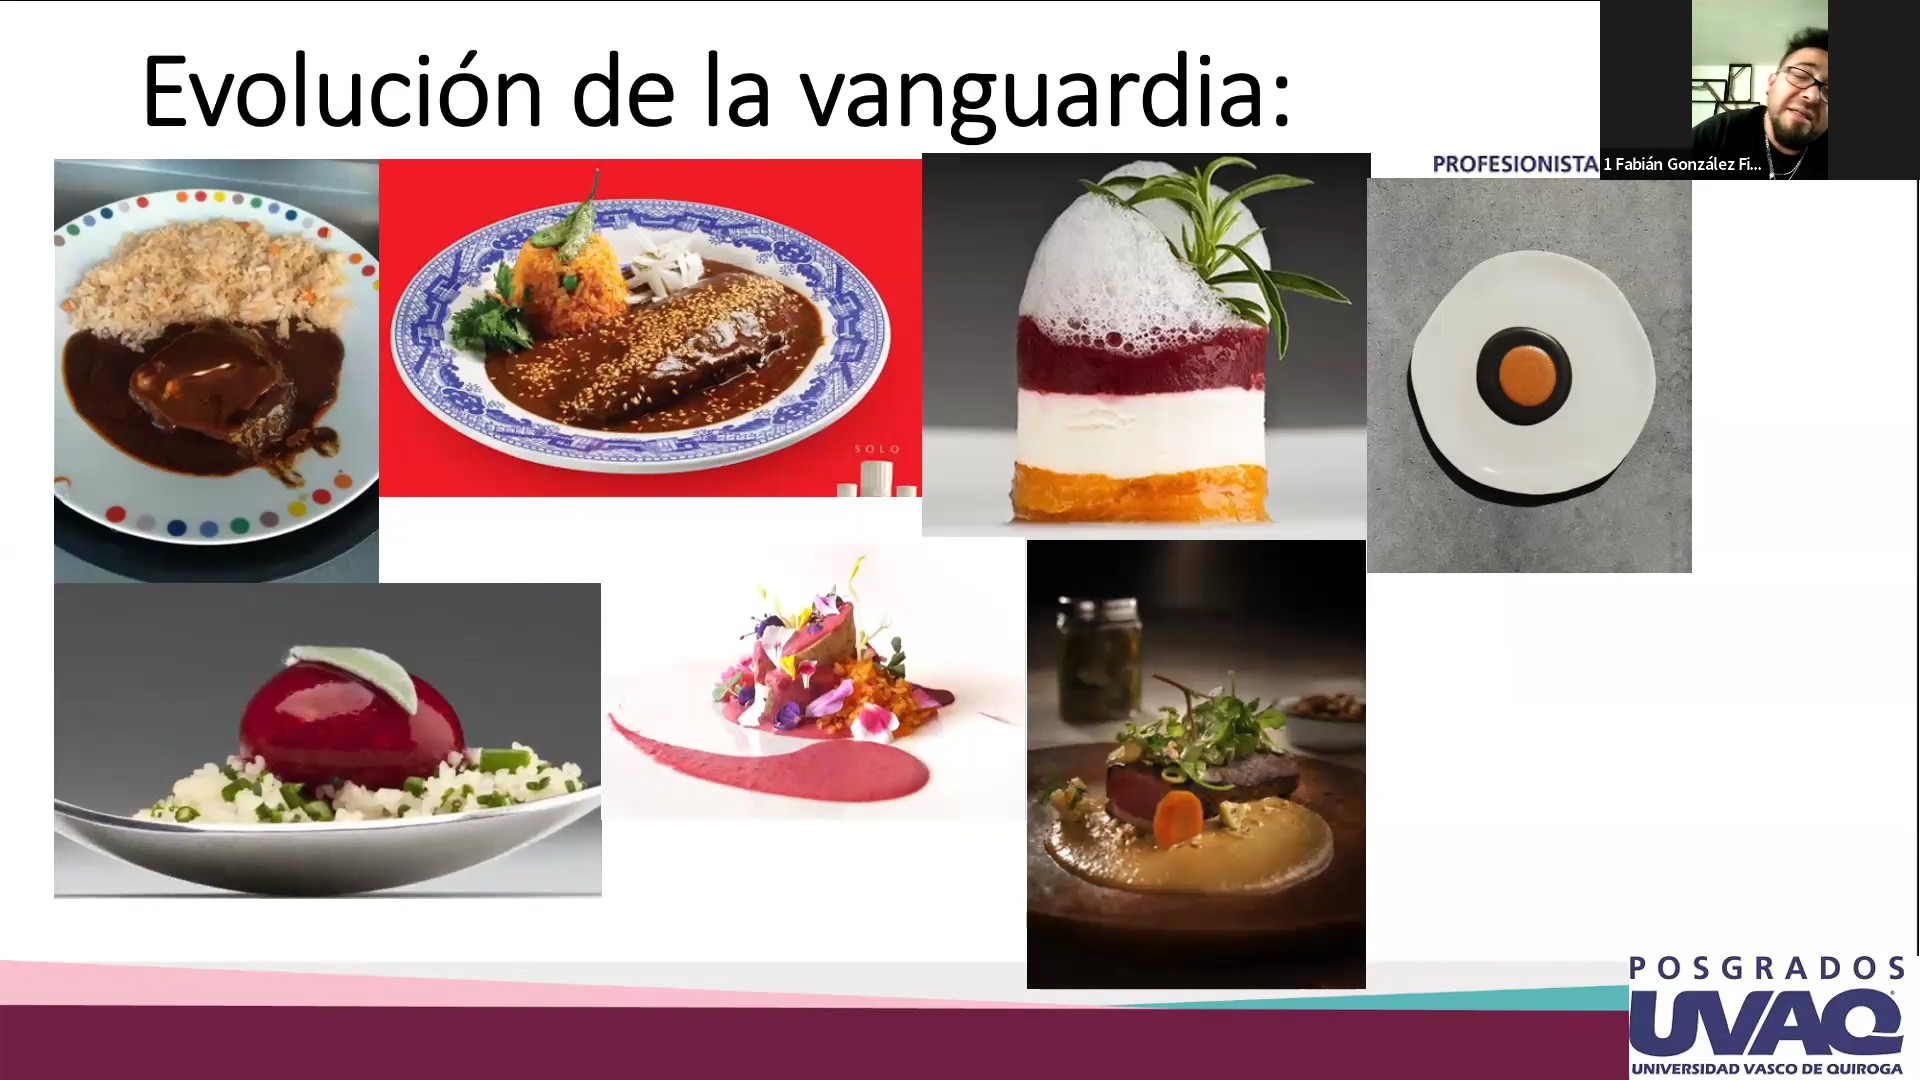 Evolución de la vanguardia:
PROFESIONISTA
1 Fabián González Fi...
SOLO
POSGRADOS
UVAQ
UNIVERSIDAD VASCO DE QUIROGA